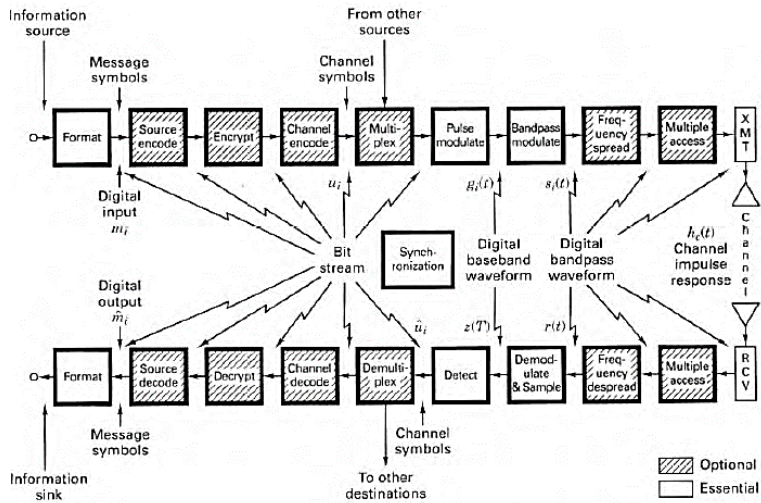 Information
source
From other
sources
Message
symbols
Channel
symbols
Format
Source
encode
Encrypt
Channel
encode
Multi-
plex
Pulse
modulate
Bandpass
modulate
Freq-
uency
spread
Multiple
access
X
M
T
Digital
input
m_i
u_i
g_i(t)
s_i(t)
Bit
stream
Synch-
ronization
Digital
baseband
waveform
Digital
bandpass
waveform
h_c(t)
Channel
impulse
response
C
h
a
n
n
e
l
Digital
output
m̂_i
û_i
z(T)
r(t)
Format
Source
decode
Decrypt
Channel
decode
Demulti-
plex
Detect
Demodu-
late
& Sample
Freq-
uency
despread
Multiple
access
R
C
V
Message
symbols
Channel
symbols
Information
sink
To other
destinations
Optional
Essential